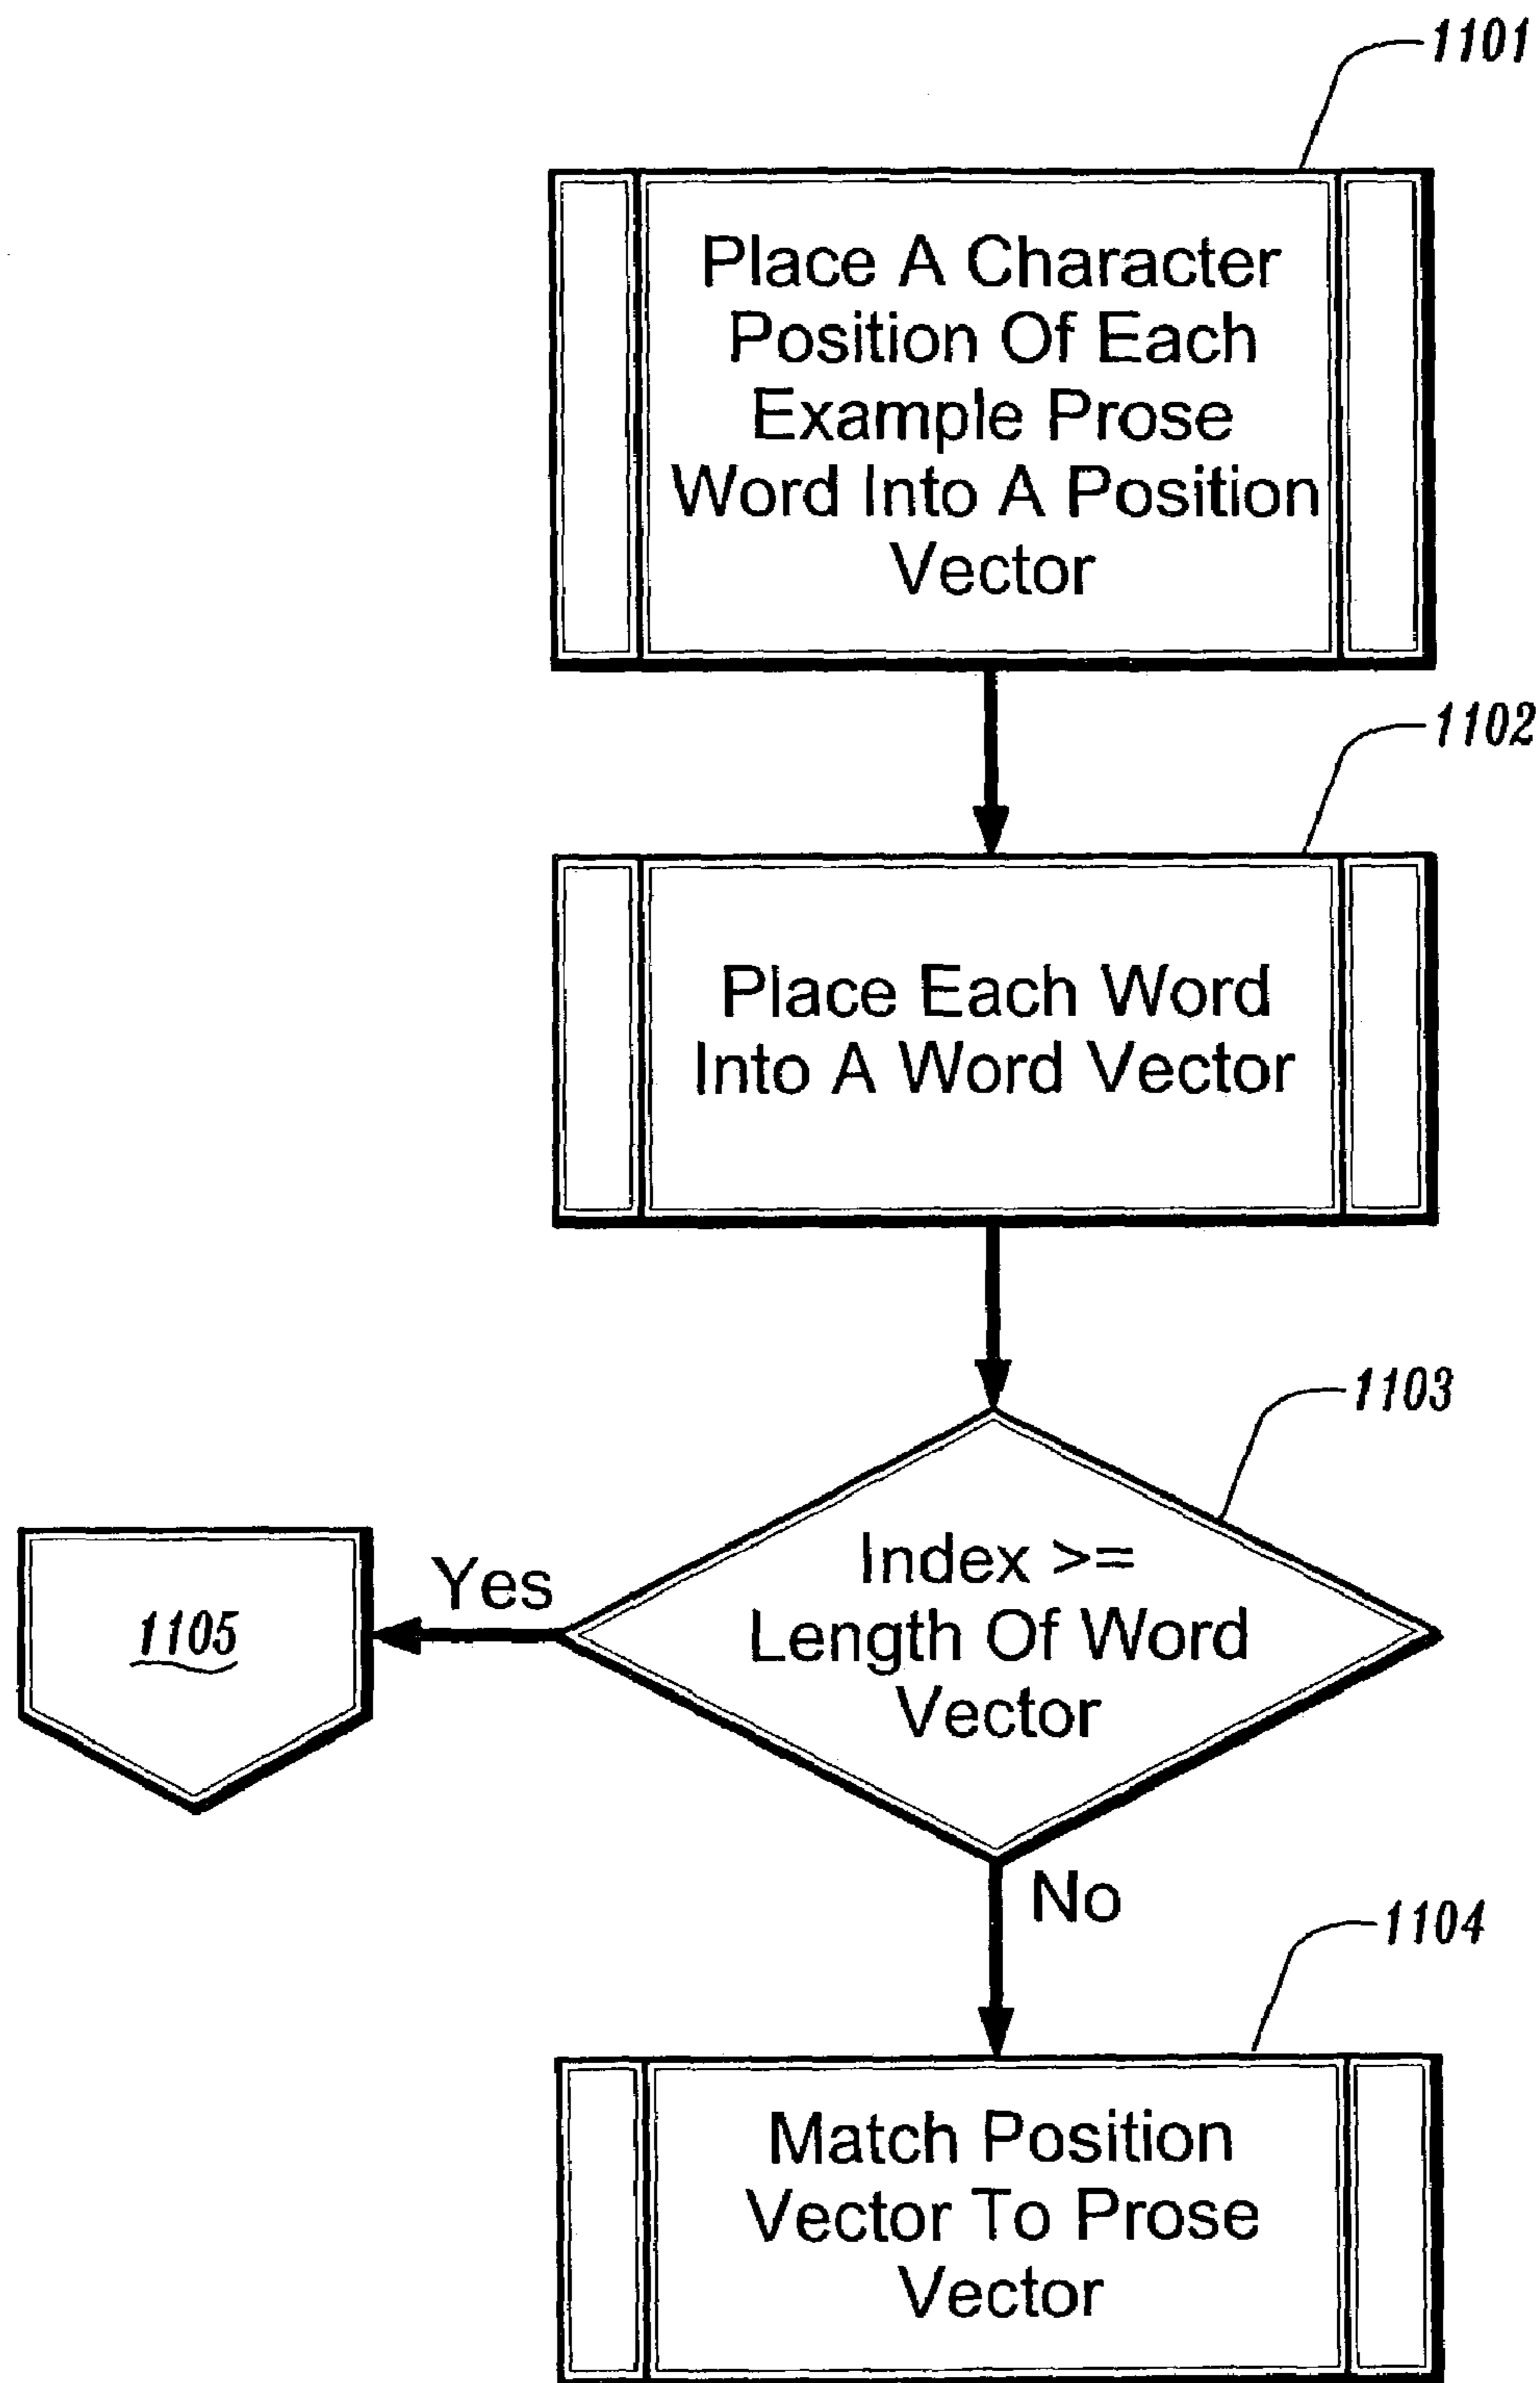 1101
Place A Character
Position Of Each
Example Prose
Word Into A Position
Vector
1102
Place Each Word
Into A Word Vector
1103
Index >=
Length Of Word
Vector
Yes
1105
No
1104
Match Position
Vector To Prose
Vector